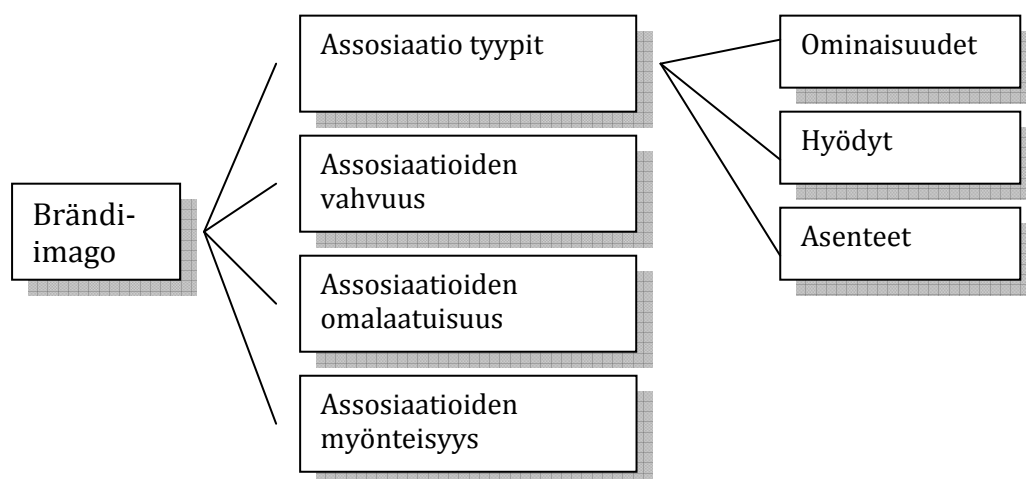 Brändi-
imago
Assosiaatio tyypit
Assosiaatioiden
vahvuus
Assosiaatioiden
omalaatuisuus
Assosiaatioiden
myönteisyys
Ominaisuudet
Hyödyt
Asenteet